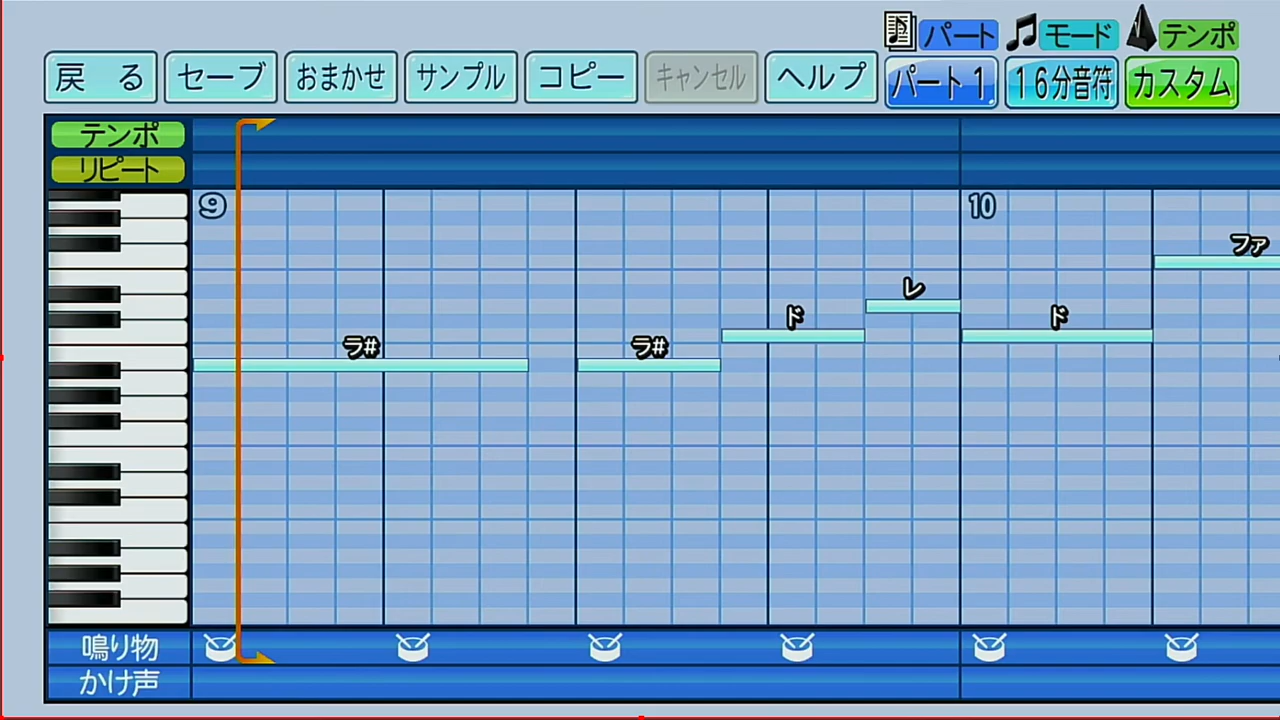 パート モード テンポ
戻る セーブ おまかせ サンプル コピー キャンセル ヘルプ パート1 16分音符 カスタム
テンポ
リピート
9 10
ファ
レ
ド ド
ラ# ラ#
鳴り物
かけ声